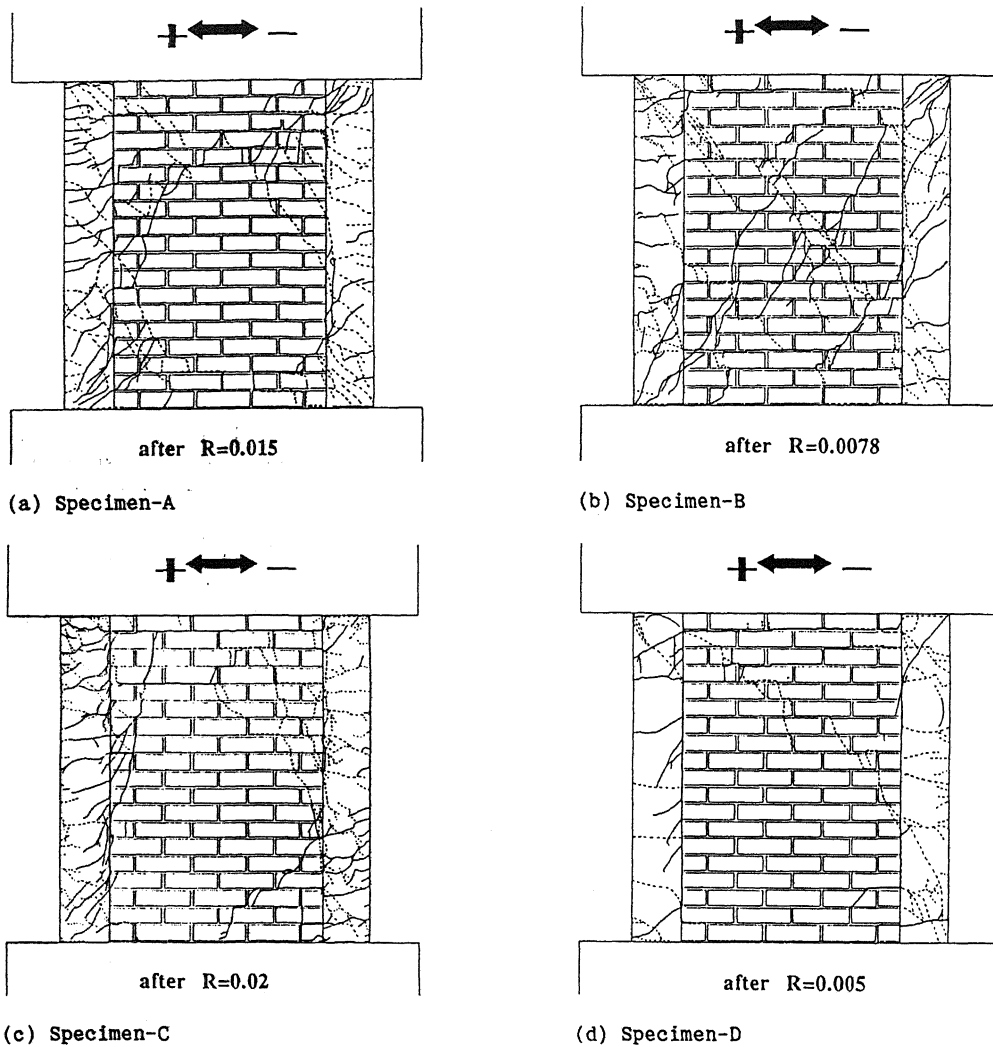 + −
+ −
after R=0.015
after R=0.0078
(a) Specimen-A
(b) Specimen-B
+ −
+ −
after R=0.02
after R=0.005
(c) Specimen-C
(d) Specimen-D